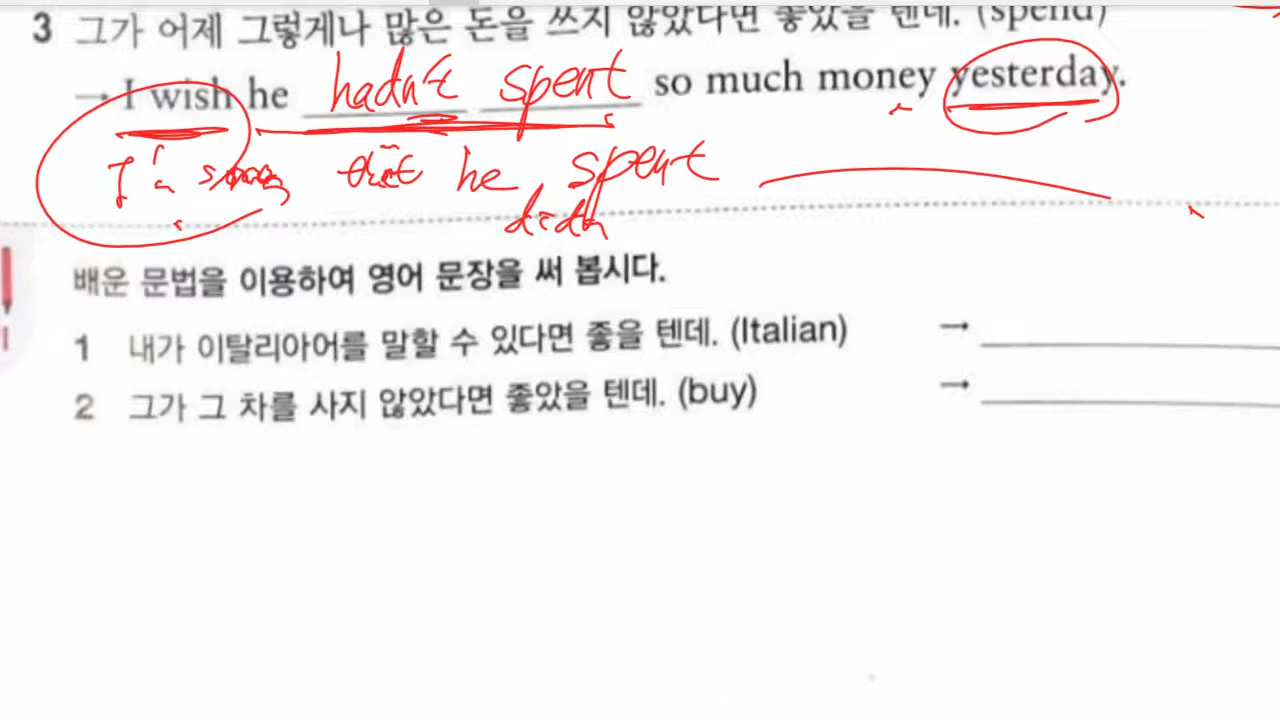 3 그가 어제 그렇게나 많은 돈을 쓰지 않았다면 좋았을 텐데. (spend)
→ I wish he hadn't spent so much money yesterday.
that he spent
didn
배운 문법을 이용하여 영어 문장을 써 봅시다.
1 내가 이탈리아어를 말할 수 있다면 좋을 텐데. (Italian) →
2 그가 그 차를 사지 않았다면 좋았을 텐데. (buy) →